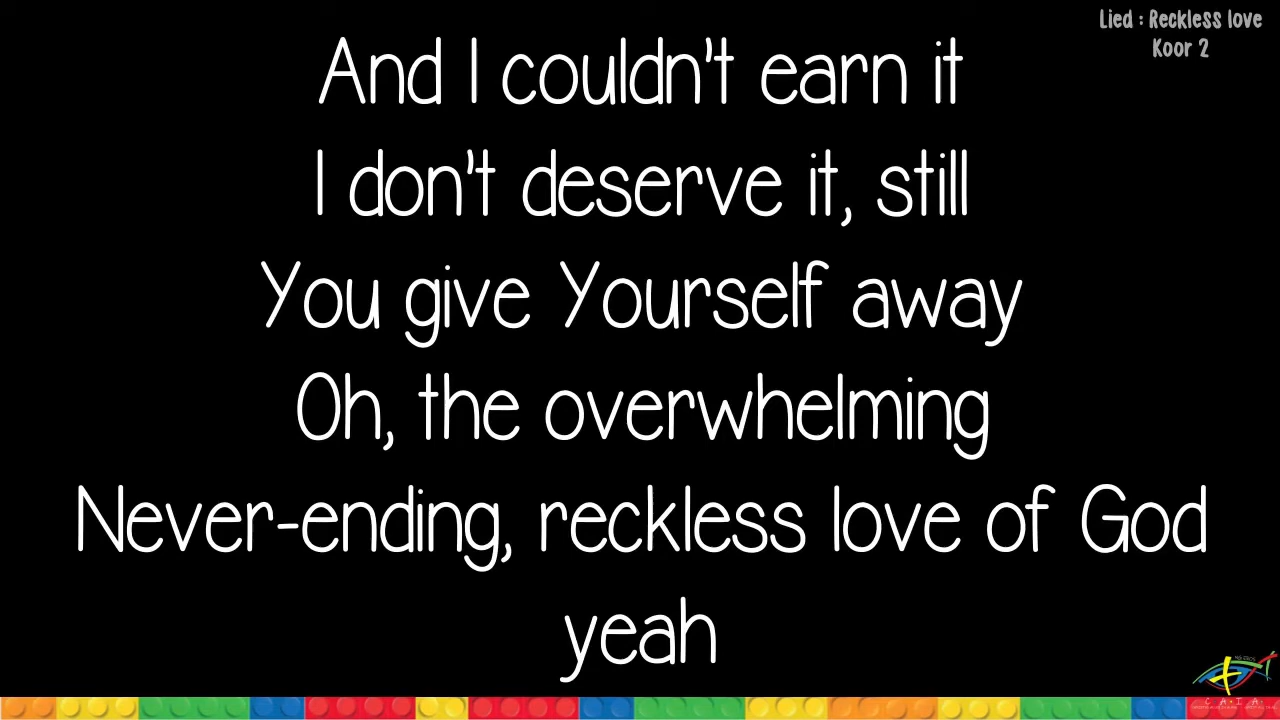 Lied : Reckless love
Koor 2
And I couldn't earn it
I don't deserve it, still
You give Yourself away
Oh, the overwhelming
Never-ending, reckless love of God
yeah
C . A . I . A .